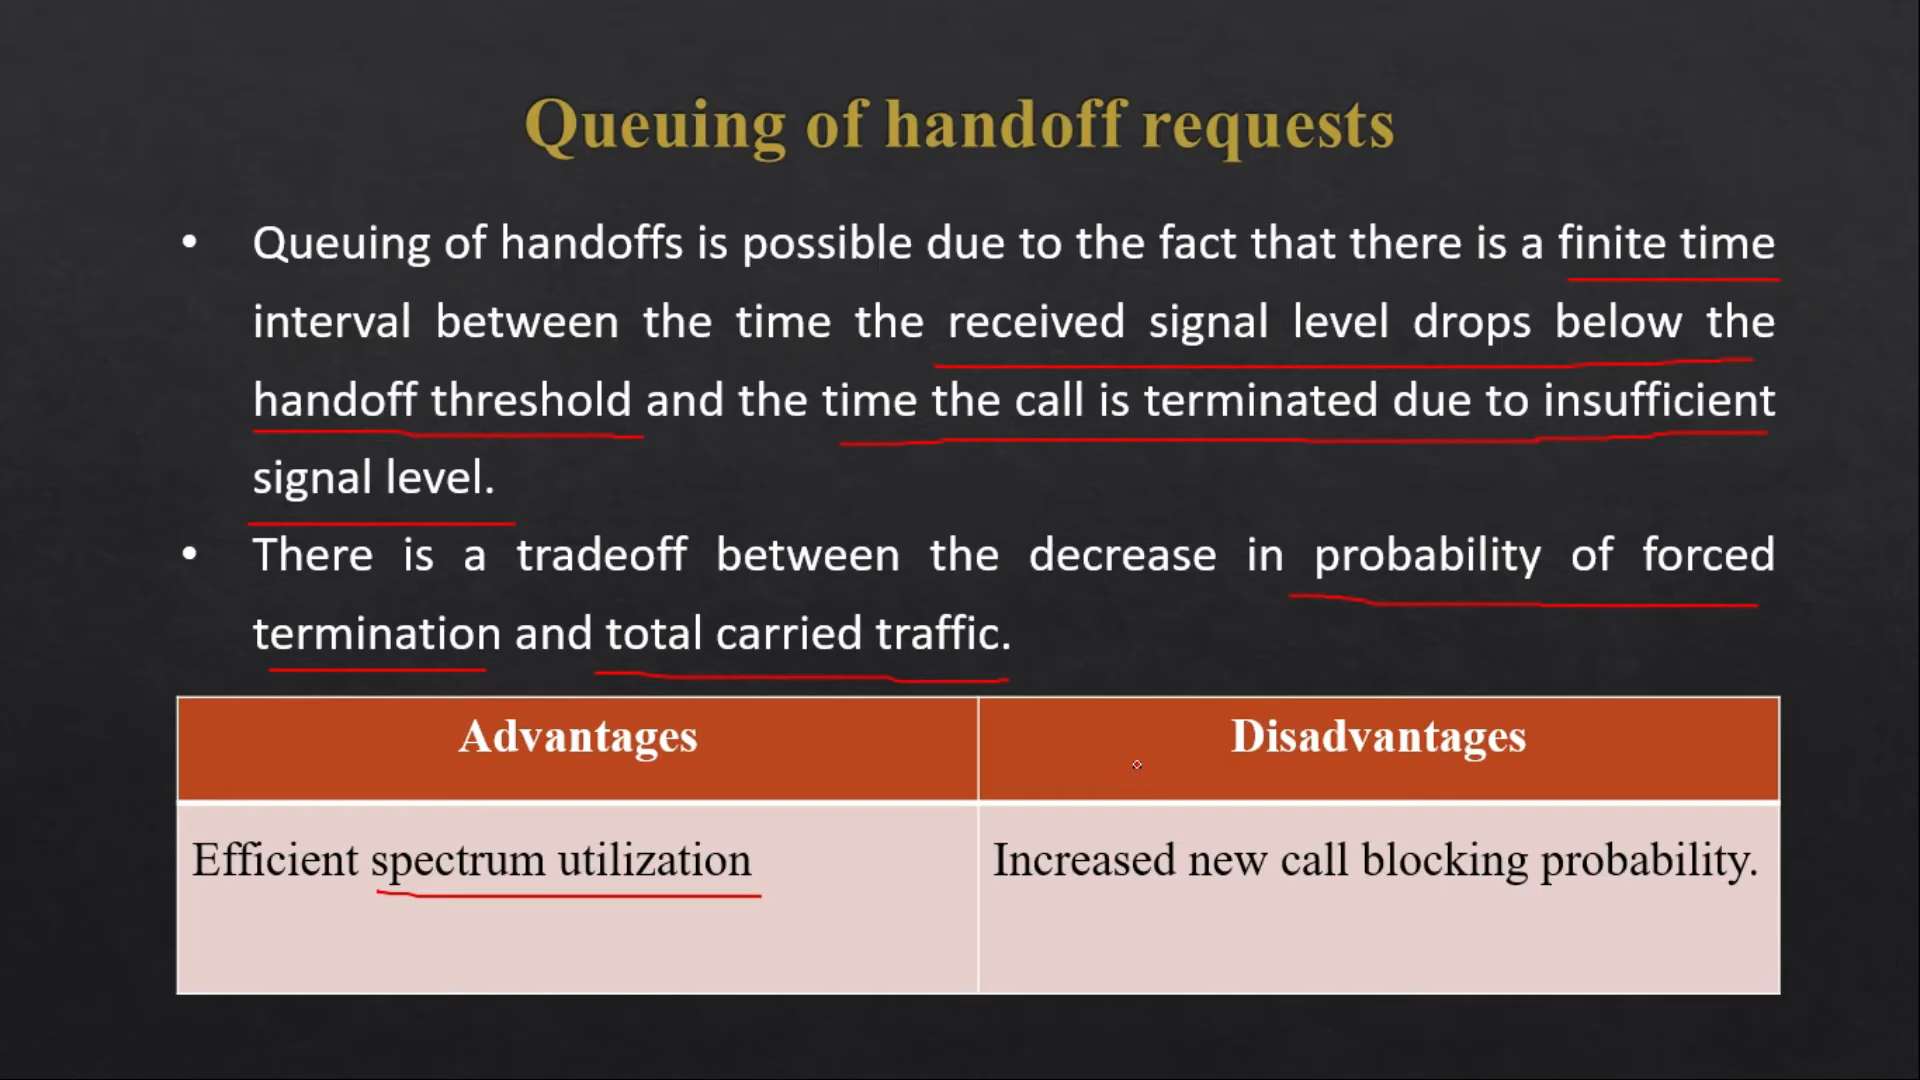 Queuing of handoff requests
• Queuing of handoffs is possible due to the fact that there is a finite time
interval between the time the received signal level drops below the
handoff threshold and the time the call is terminated due to insufficient
signal level.
• There is a tradeoff between the decrease in probability of forced
termination and total carried traffic.
Advantages Disadvantages
Efficient spectrum utilization Increased new call blocking probability.